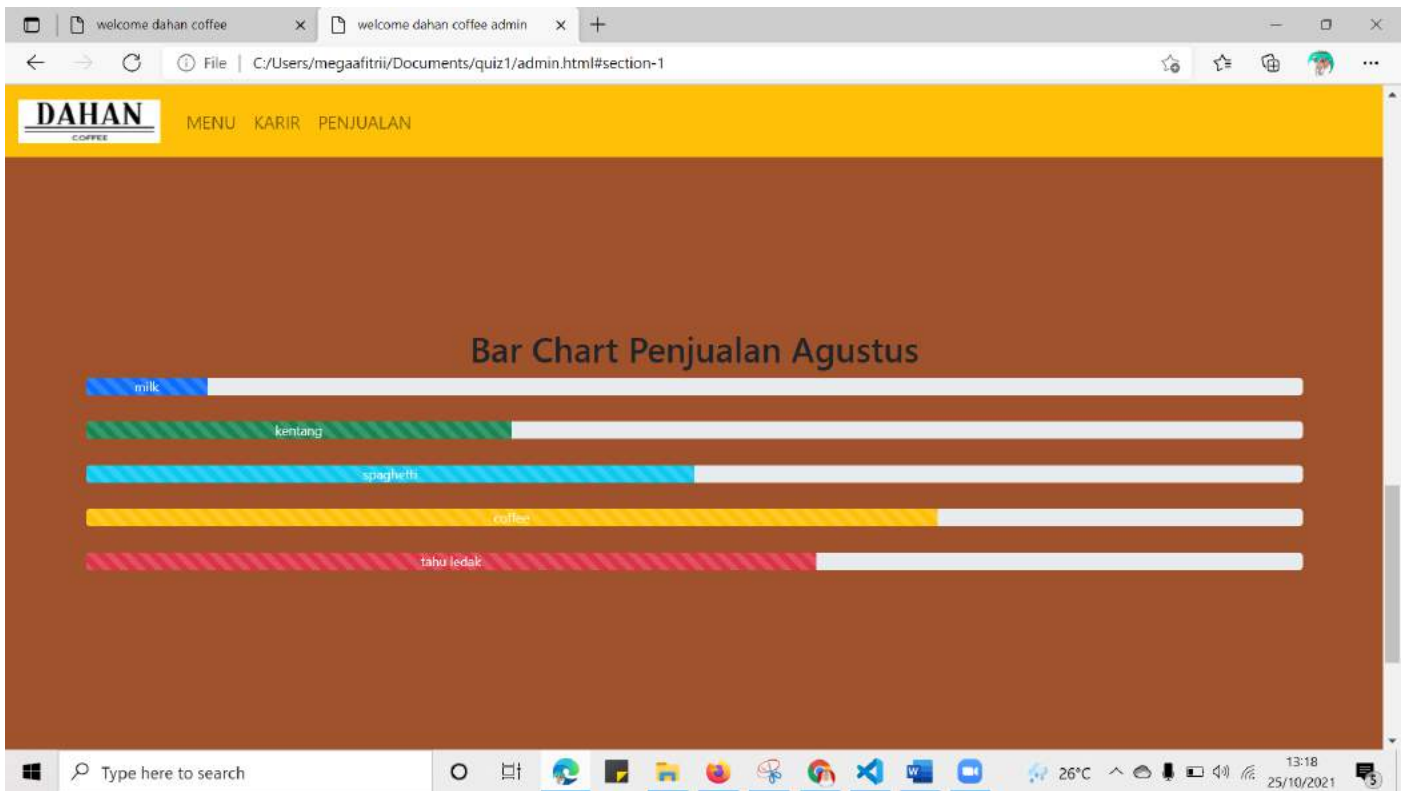 welcome dahan coffee
welcome dahan coffee admin
File | C:/Users/megaafitrii/Documents/quiz1/admin.html#section-1
DAHAN
COFFEE
MENU KARIR PENJUALAN
Bar Chart Penjualan Agustus
milk
kentang
spaghetti
coffee
tahu ledak
Type here to search
26°C
13:18
25/10/2021
5